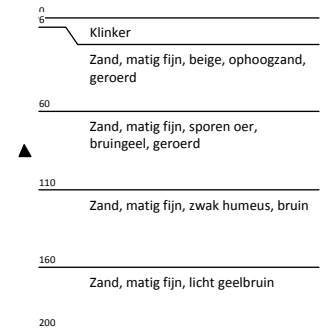 0
6
Klinker
Zand, matig fijn, beige, ophoogzand,
geroerd
60
Zand, matig fijn, sporen oer,
bruingeel, geroerd
110
Zand, matig fijn, zwak humeus, bruin
160
Zand, matig fijn, licht geelbruin
200